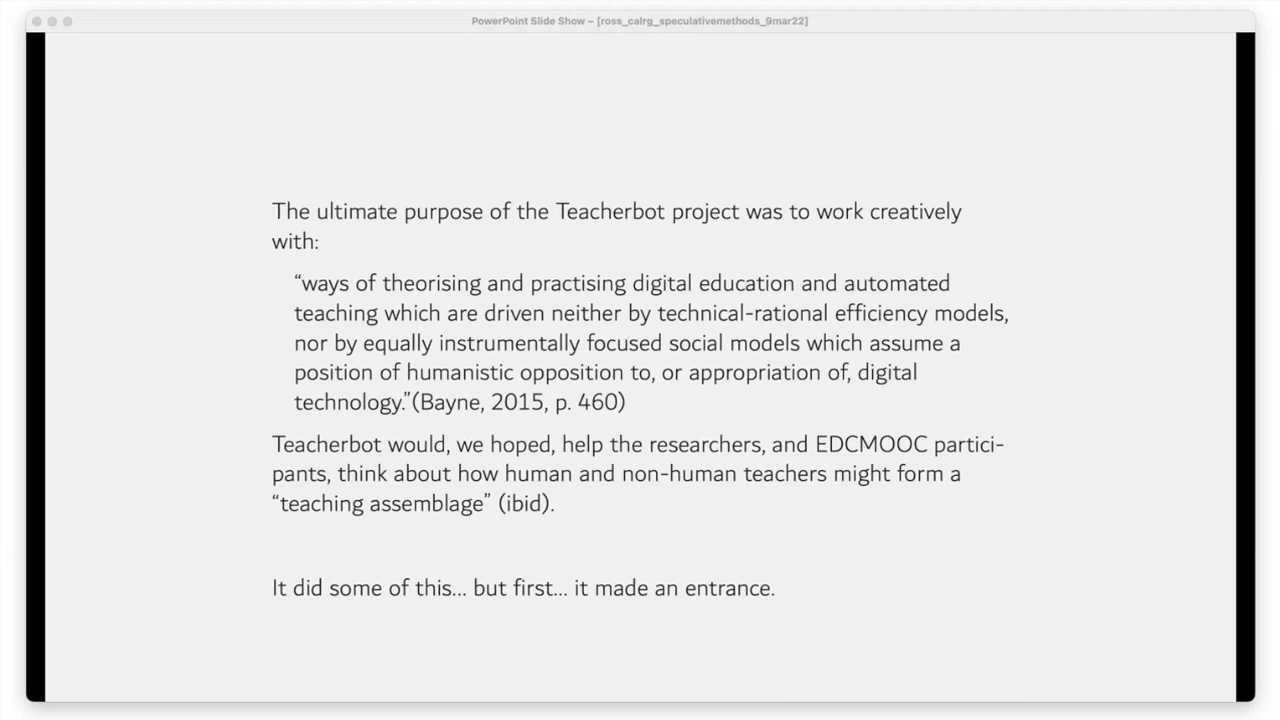 PowerPoint Slide Show – [ross_calrg_speculativemethods_9mar22]
The ultimate purpose of the Teacherbot project was to work creatively
with:
“ways of theorising and practising digital education and automated
teaching which are driven neither by technical-rational efficiency models,
nor by equally instrumentally focused social models which assume a
position of humanistic opposition to, or appropriation of, digital
technology.”(Bayne, 2015, p. 460)
Teacherbot would, we hoped, help the researchers, and EDCMOOC partici-
pants, think about how human and non-human teachers might form a
“teaching assemblage” (ibid).
It did some of this... but first... it made an entrance.